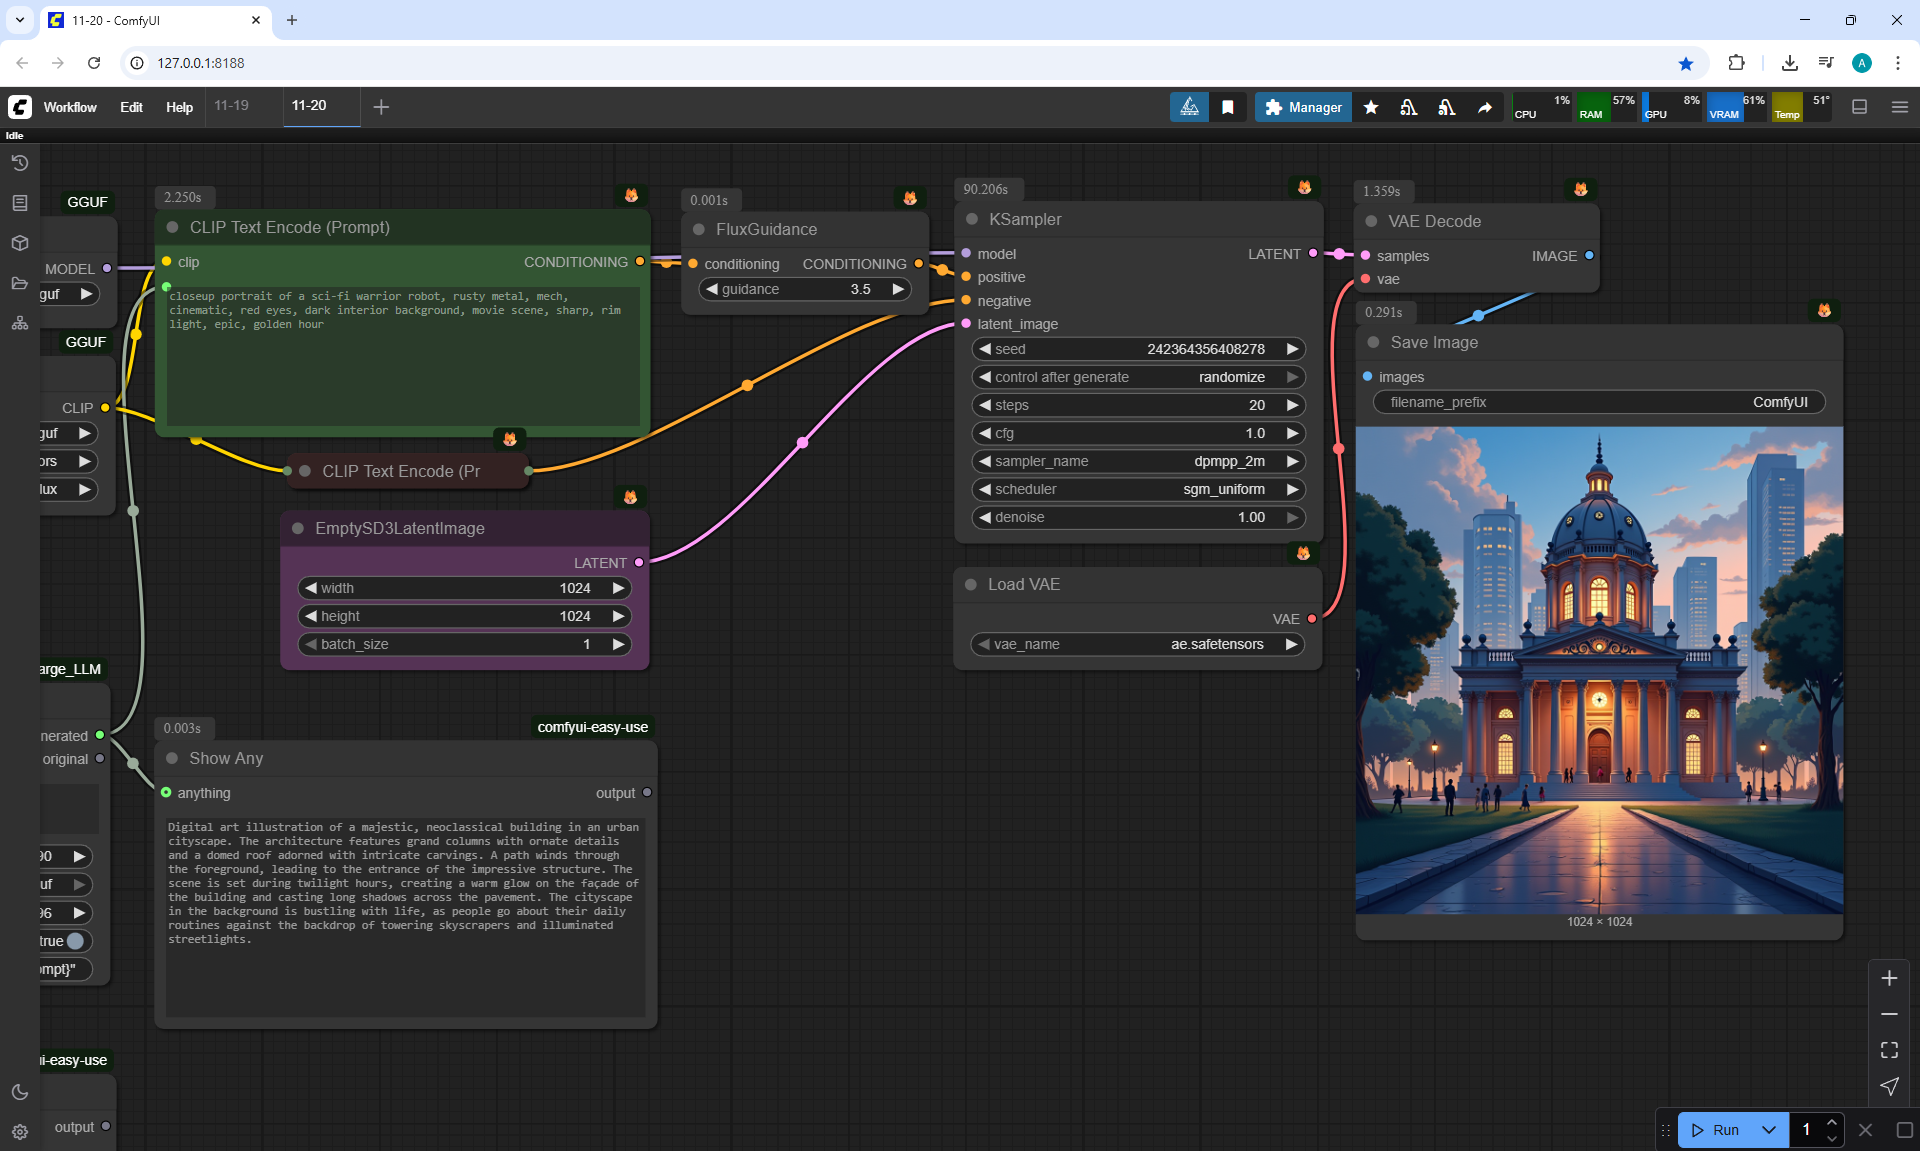 11-20 - ComfyUI
127.0.0.1:8188
A
Workflow
Edit
Help
11-19
11-20
Manager
CPU
1%
RAM
57%
GPU
8%
VRAM
61%
Temp
51°
Idle
GGUF
MODEL
guf
GGUF
CLIP
guf
ors
lux
arge_LLM
nerated
original
90
uf
96
true
ompt}"
i-easy-use
output
2.250s
CLIP Text Encode (Prompt)
clip
CONDITIONING
closeup portrait of a sci-fi warrior robot, rusty metal, mech,
cinematic, red eyes, dark interior background, movie scene, sharp, rim
light, epic, golden hour
CLIP Text Encode (Pr
EmptySD3LatentImage
LATENT
width
1024
height
1024
batch_size
1
0.003s
comfyui-easy-use
Show Any
anything
output
Digital art illustration of a majestic, neoclassical building in an urban
cityscape. The architecture features grand columns with ornate details
and a domed roof adorned with intricate carvings. A path winds through
the foreground, leading to the entrance of the impressive structure. The
scene is set during twilight hours, creating a warm glow on the façade of
the building and casting long shadows across the pavement. The cityscape
in the background is bustling with life, as people go about their daily
routines against the backdrop of towering skyscrapers and illuminated
streetlights.
0.001s
FluxGuidance
conditioning
CONDITIONING
guidance
3.5
90.206s
KSampler
model
LATENT
positive
negative
latent_image
seed
242364356408278
control after generate
randomize
steps
20
cfg
1.0
sampler_name
dpmpp_2m
scheduler
sgm_uniform
denoise
1.00
Load VAE
VAE
vae_name
ae.safetensors
1.359s
VAE Decode
samples
IMAGE
vae
0.291s
Save Image
images
filename_prefix
ComfyUI
1024 × 1024
Run
1